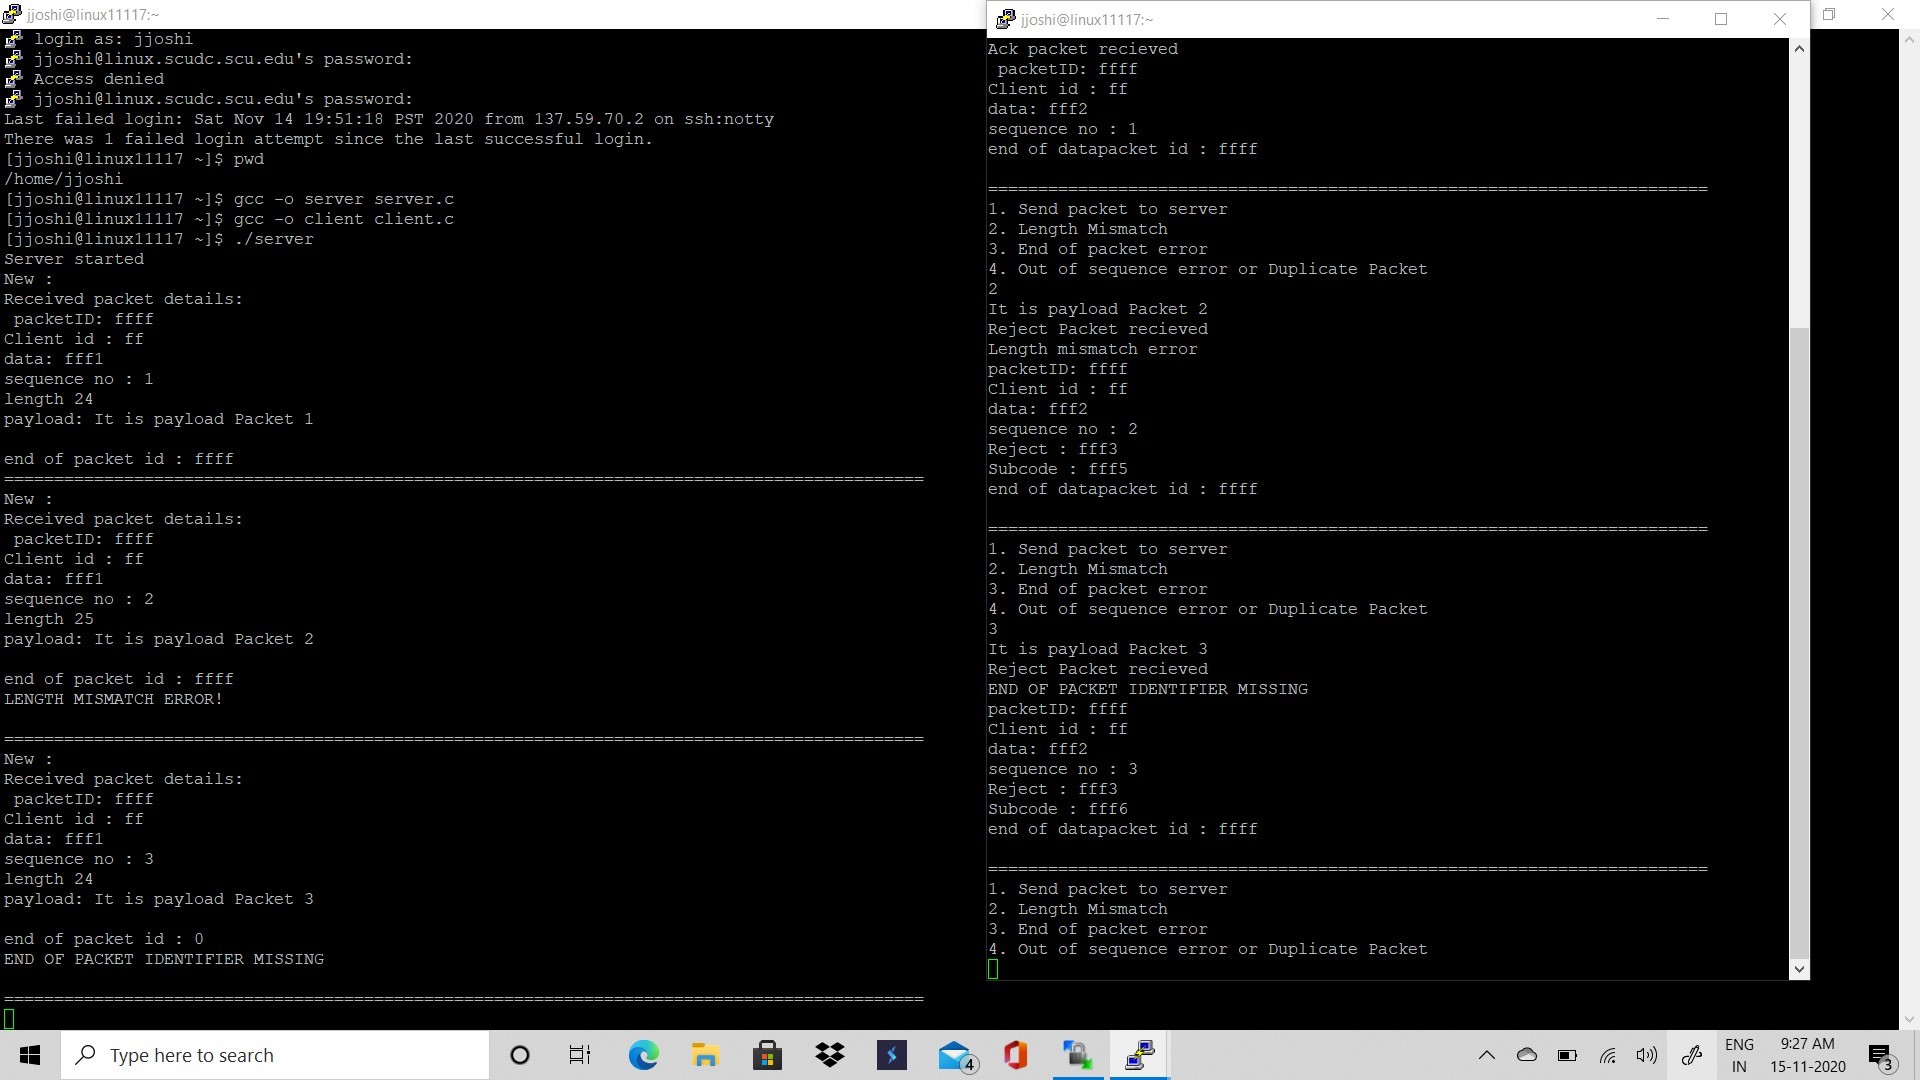 jjoshi@linux11117:~
login as: jjoshi
jjoshi@linux.scudc.scu.edu's password:
Access denied
jjoshi@linux.scudc.scu.edu's password:
Last failed login: Sat Nov 14 19:51:18 PST 2020 from 137.59.70.2 on ssh:notty
There was 1 failed login attempt since the last successful login.
[jjoshi@linux11117 ~]$ pwd
/home/jjoshi
[jjoshi@linux11117 ~]$ gcc -o server server.c
[jjoshi@linux11117 ~]$ gcc -o client client.c
[jjoshi@linux11117 ~]$ ./server
Server started
New :
Received packet details:
packetID: ffff
Client id : ff
data: fff1
sequence no : 1
length 24
payload: It is payload Packet 1
end of packet id : ffff
============================================================================================
New :
Received packet details:
packetID: ffff
Client id : ff
data: fff1
sequence no : 2
length 25
payload: It is payload Packet 2
end of packet id : ffff
LENGTH MISMATCH ERROR!
============================================================================================
New :
Received packet details:
packetID: ffff
Client id : ff
data: fff1
sequence no : 3
length 24
payload: It is payload Packet 3
end of packet id : 0
END OF PACKET IDENTIFIER MISSING
============================================================================================
jjoshi@linux11117:~
Ack packet recieved
packetID: ffff
Client id : ff
data: fff2
sequence no : 1
end of datapacket id : ffff
========================================================================
1. Send packet to server
2. Length Mismatch
3. End of packet error
4. Out of sequence error or Duplicate Packet
2
It is payload Packet 2
Reject Packet recieved
Length mismatch error
packetID: ffff
Client id : ff
data: fff2
sequence no : 2
Reject : fff3
Subcode : fff5
end of datapacket id : ffff
========================================================================
1. Send packet to server
2. Length Mismatch
3. End of packet error
4. Out of sequence error or Duplicate Packet
3
It is payload Packet 3
Reject Packet recieved
END OF PACKET IDENTIFIER MISSING
packetID: ffff
Client id : ff
data: fff2
sequence no : 3
Reject : fff3
Subcode : fff6
end of datapacket id : ffff
========================================================================
1. Send packet to server
2. Length Mismatch
3. End of packet error
4. Out of sequence error or Duplicate Packet
Type here to search
4
ENG
IN
9:27 AM
15-11-2020
3